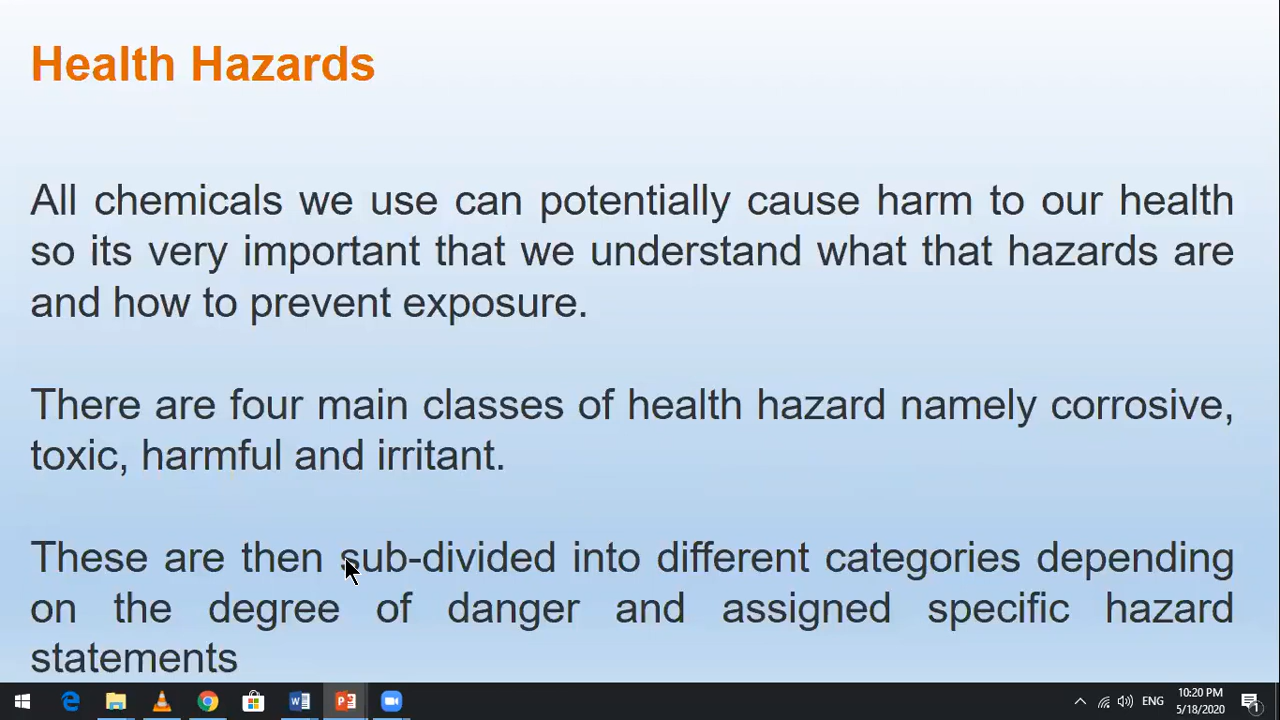 Health Hazards
All chemicals we use can potentially cause harm to our health
so its very important that we understand what that hazards are
and how to prevent exposure.
There are four main classes of health hazard namely corrosive,
toxic, harmful and irritant.
These are then sub-divided into different categories depending
on the degree of danger and assigned specific hazard
statements
ENG
10:20 PM
5/18/2020
1